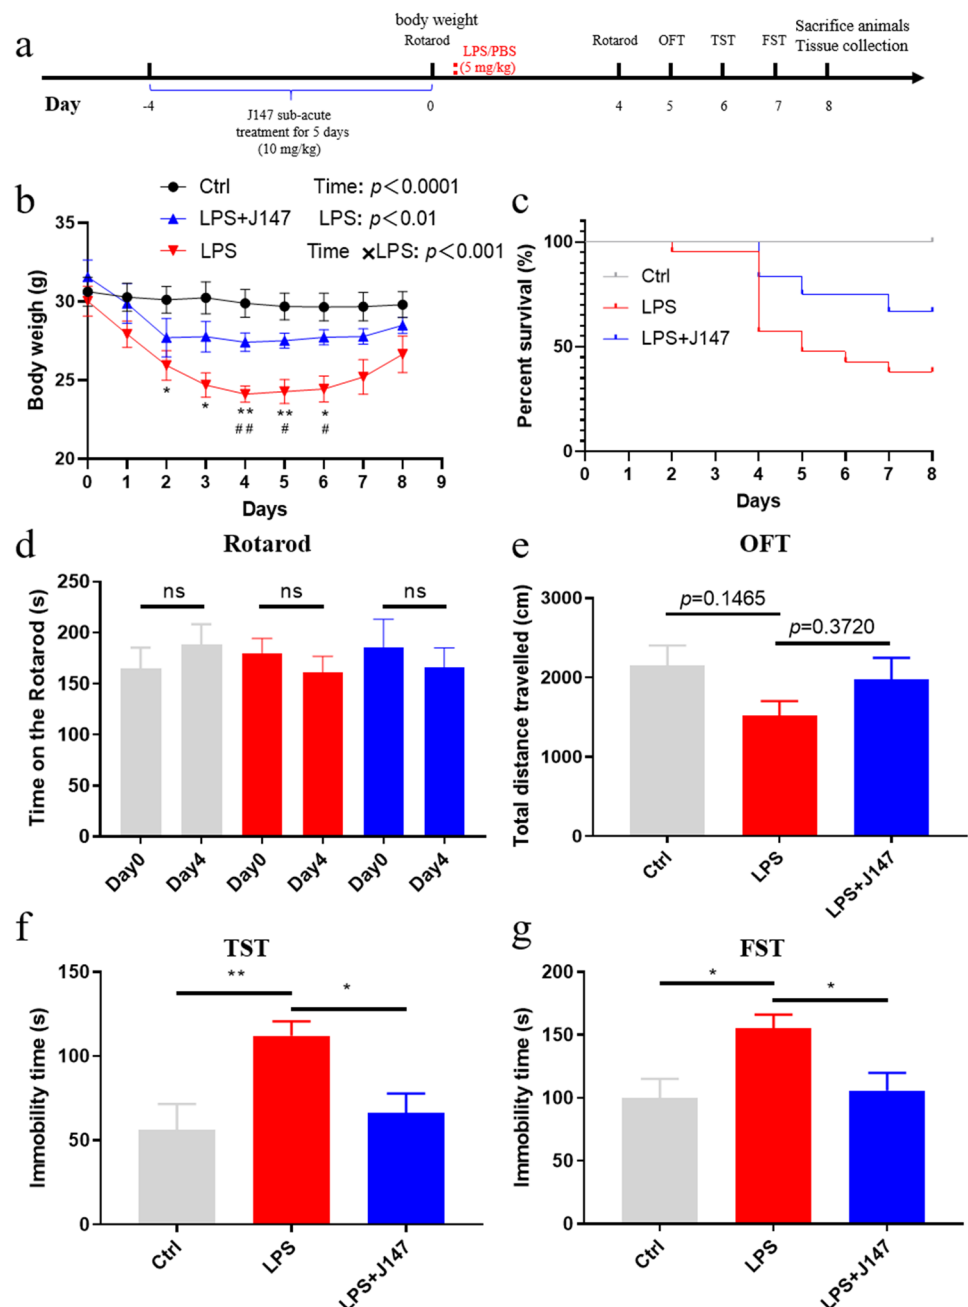 a
body weight
Rotarod
LPS/PBS
(5 mg/kg)
Rotarod
OFT
TST
FST
Sacrifice animals
Tissue collection
Day
-4
0
4
5
6
7
8
J147 sub-acute
treatment for 5 days
(10 mg/kg)
b
Ctrl
Time: p<0.0001
LPS+J147
LPS: p<0.01
LPS
Time ×LPS: p<0.001
Body weigh (g)
35
30
25
20
*
*
**
##
**
#
*
#
0 1 2 3 4 5 6 7 8 9
Days
c
Percent survival (%)
100
50
0
Ctrl
LPS
LPS+J147
0 1 2 3 4 5 6 7 8
Days
d
Rotarod
Time on the Rotarod (s)
250
200
150
100
50
0
ns
ns
ns
Day0
Day4
Day0
Day4
Day0
Day4
e
OFT
Total distance travelled (cm)
3000
2000
1000
0
p=0.1465
p=0.3720
Ctrl
LPS
LPS+J147
f
TST
Immobility time (s)
150
100
50
0
**
*
Ctrl
LPS
LPS+J147
g
FST
Immobility time (s)
200
150
100
50
0
*
*
Ctrl
LPS
LPS+J147